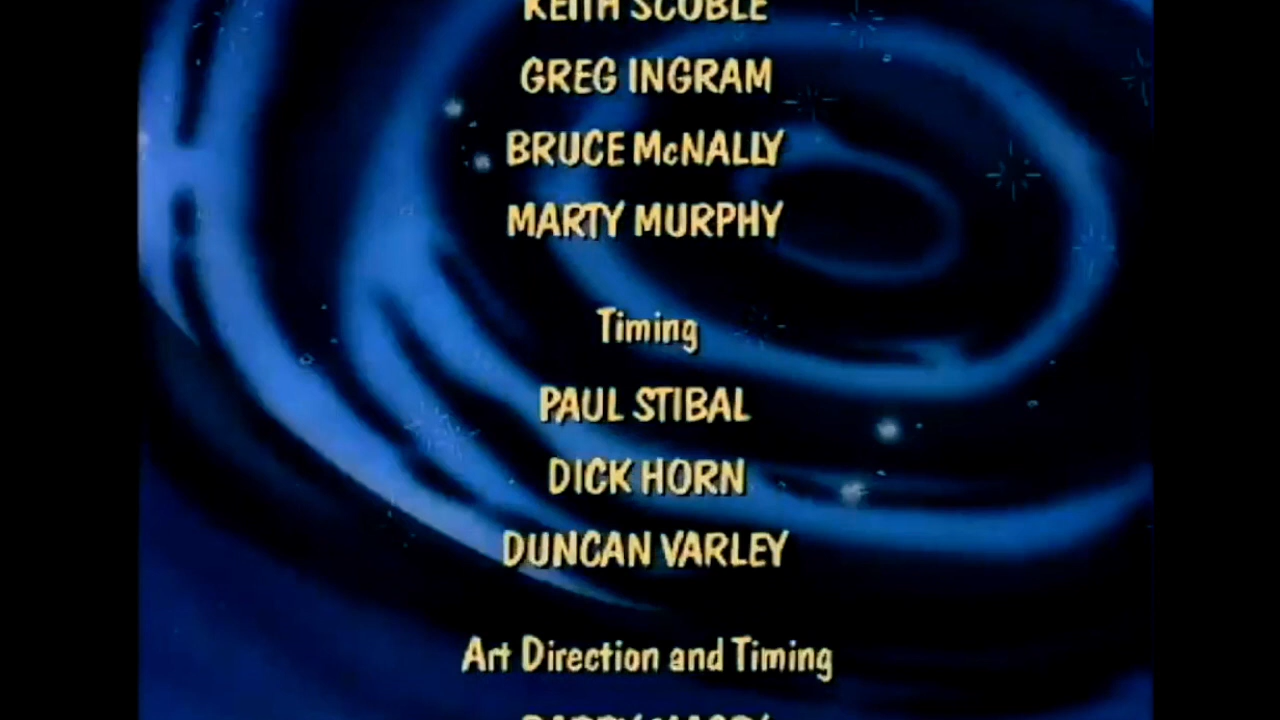 KEITH SCOBLE
GREG INGRAM
BRUCE McNALLY
MARTY MURPHY
Timing
PAUL STIBAL
DICK HORN
DUNCAN VARLEY
Art Direction and Timing